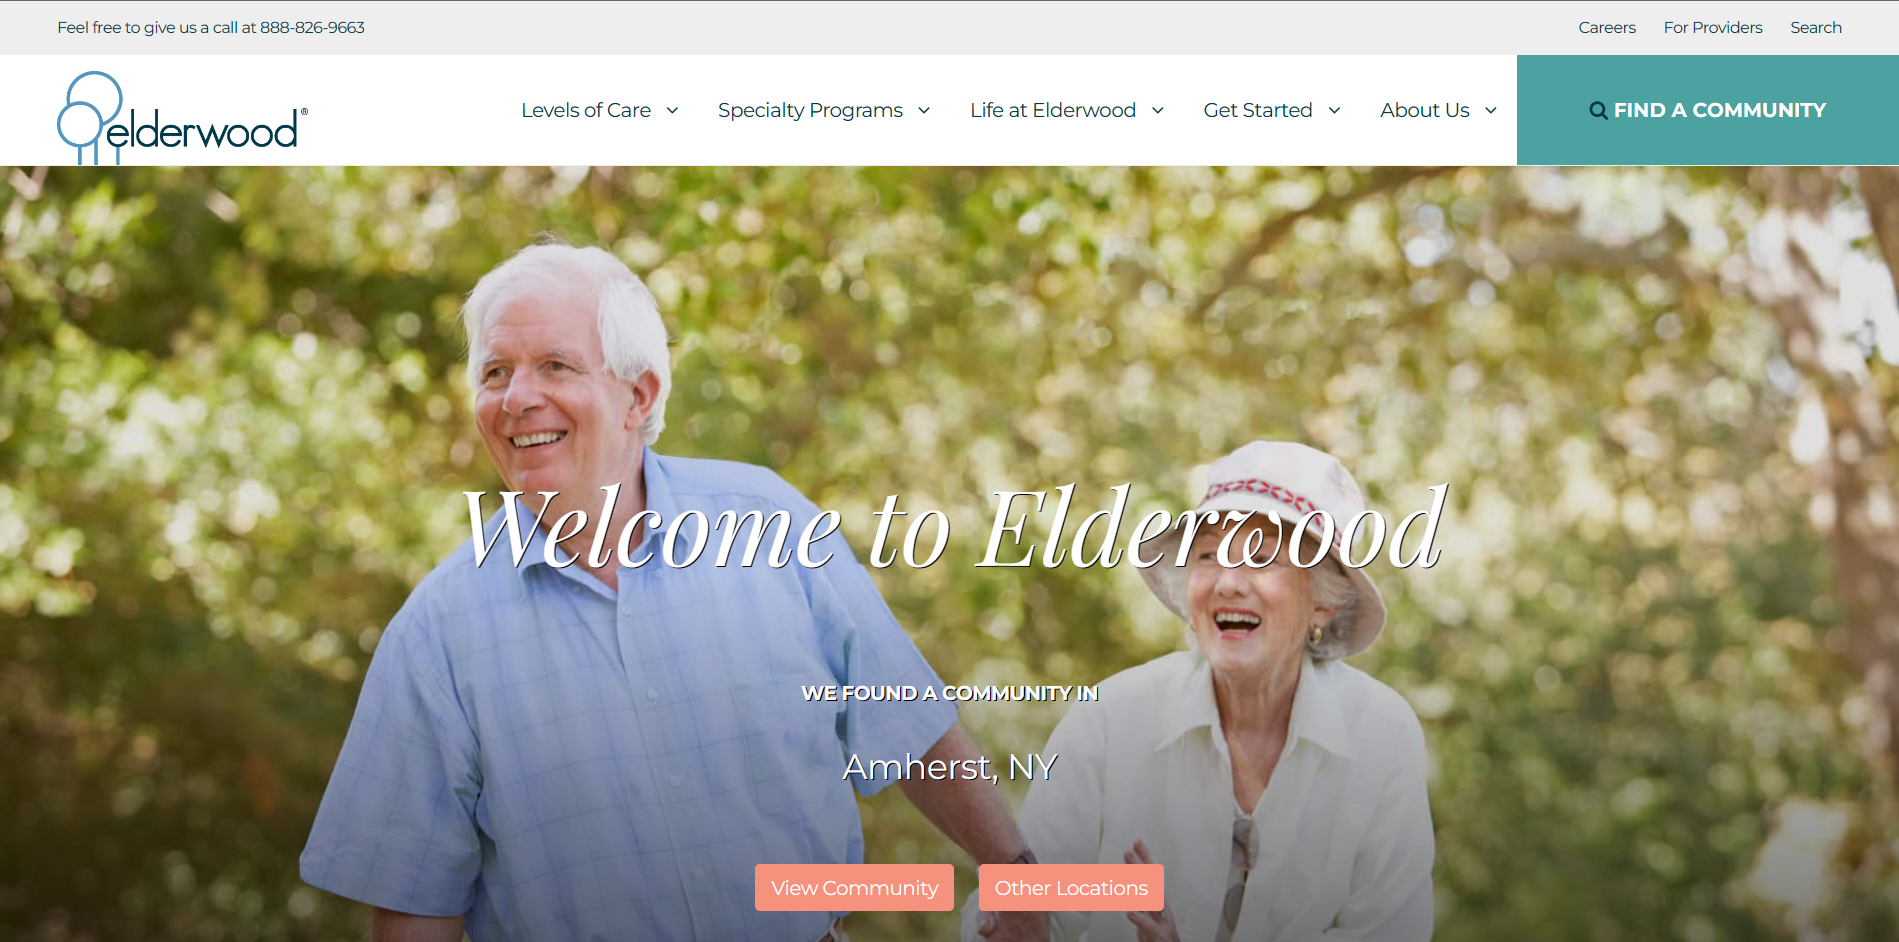 Feel free to give us a call at 888-826-9663
Careers For Providers Search
elderwood®
Levels of Care Specialty Programs Life at Elderwood Get Started About Us
FIND A COMMUNITY
Welcome to Elderwood
WE FOUND A COMMUNITY IN
Amherst, NY
View Community Other Locations